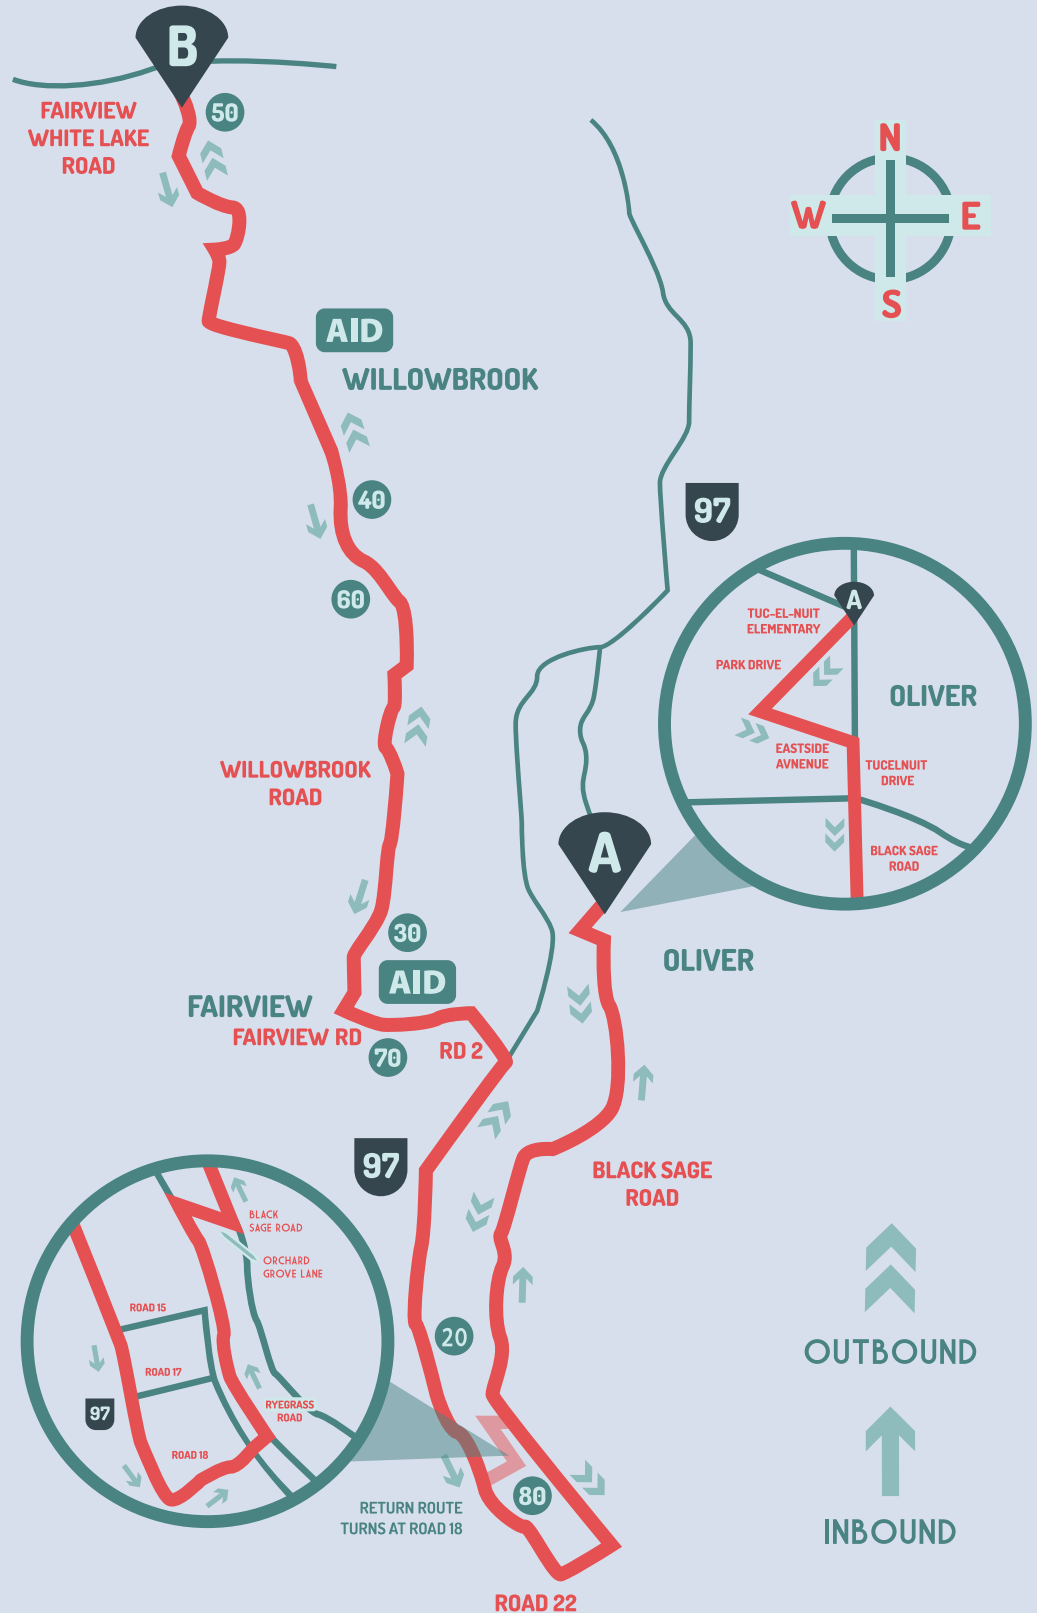 B
FAIRVIEW
WHITE LAKE
ROAD
50
N
W
E
S
AID
WILLOWBROOK
40
97
60
A
TUC-EL-NUIT
ELEMENTARY
PARK DRIVE
OLIVER
EASTSIDE
AVNENUE
TUCELNUIT
DRIVE
BLACK SAGE
ROAD
WILLOWBROOK
ROAD
A
30
AID
OLIVER
FAIRVIEW
FAIRVIEW RD
70
RD 2
97
BLACK SAGE
ROAD
BLACK
SAGE ROAD
ORCHARD
GROVE LANE
ROAD 15
ROAD 17
97
RYEGRASS
ROAD
ROAD 18
20
OUTBOUND
80
RETURN ROUTE
TURNS AT ROAD 18
INBOUND
ROAD 22